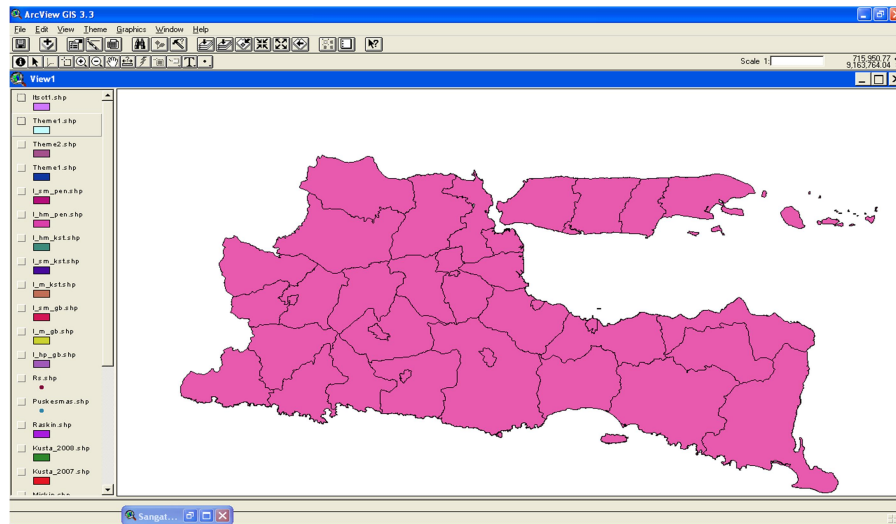 ArcView GIS 3.3
File Edit View Theme Graphics Window Help
Scale 1:
715,950.77
9,163,764.04
View1
Itsct1.shp
Theme1.shp
Theme2.shp
Theme1.shp
l_sm_pen.shp
l_hm_pen.shp
l_hm_kst.shp
l_sm_kst.shp
l_m_kst.shp
l_sm_gb.shp
l_m_gb.shp
l_hp_gb.shp
Rs.shp
Puskesmas.shp
Raskin.shp
Kusta_2008.shp
Kusta_2007.shp
Sangat...